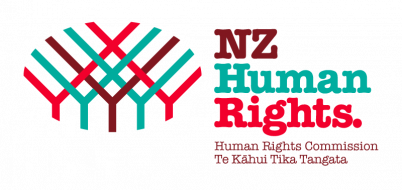 NZ
Human
Rights.
Human Rights Commission
Te Kāhui Tika Tangata